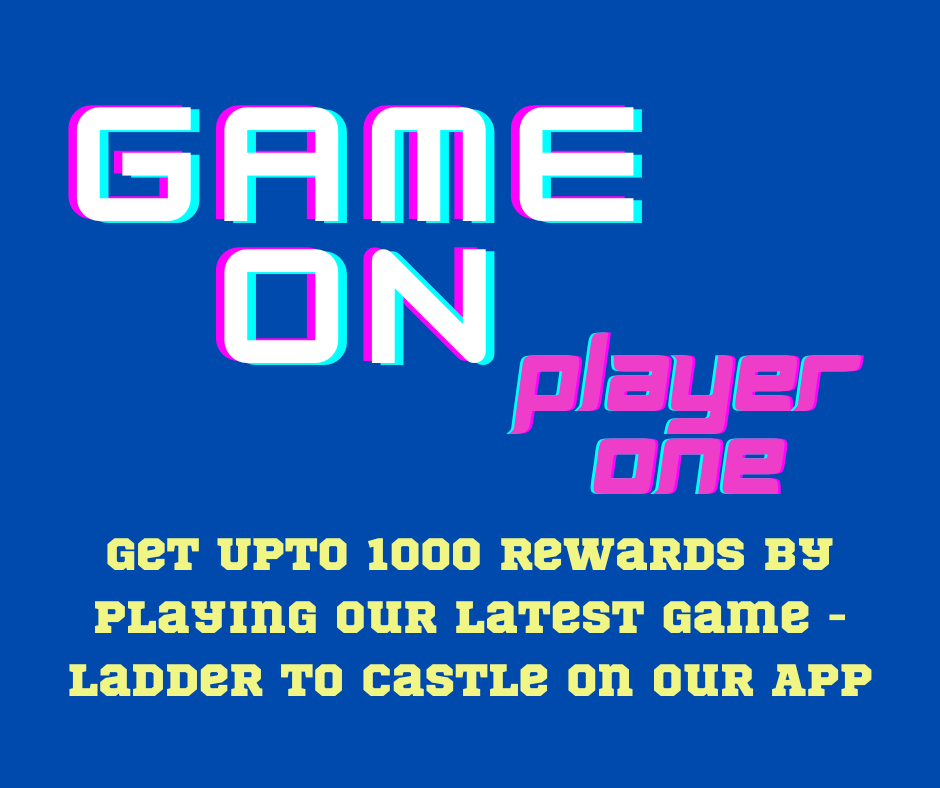 GAME
ON
player
one
GET UPTO 1000 REWARDS BY
PLAYING OUR LATEST GAME -
LADDER TO CASTLE ON OUR APP